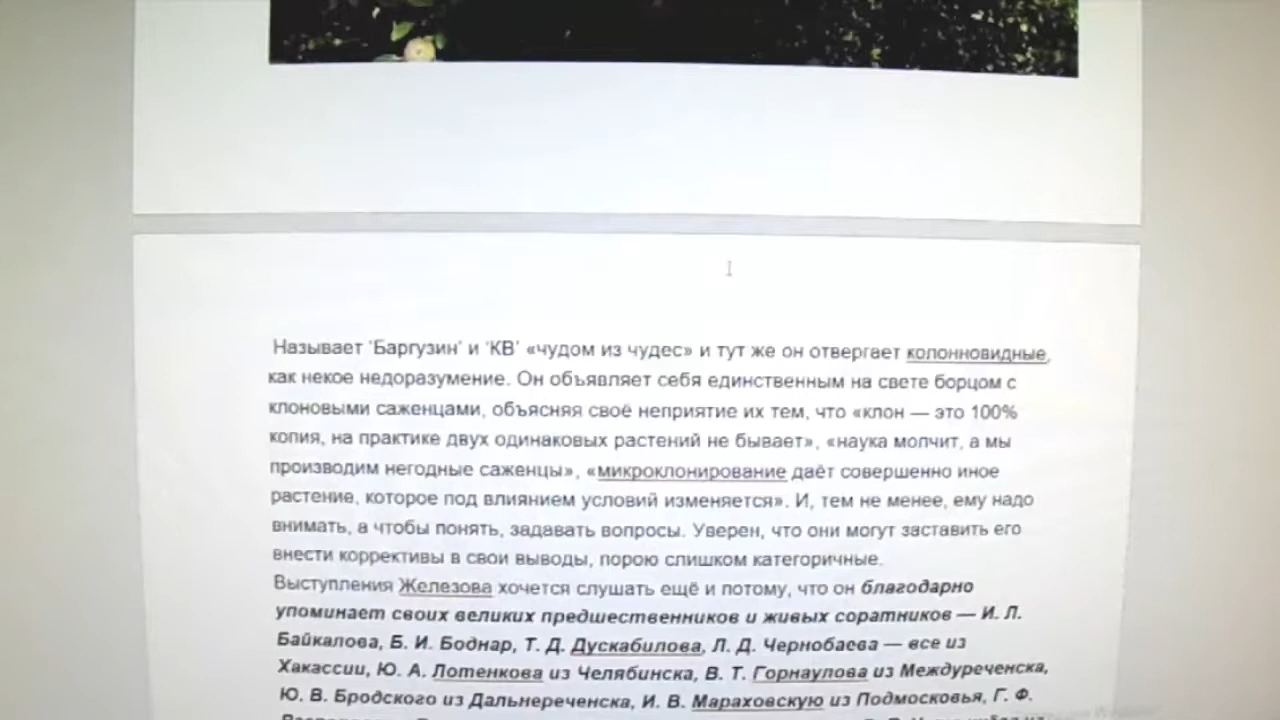 Называет ‘Баргузин’ и ‘КВ’ «чудом из чудес» и тут же он отвергает колонновидные,
как некое недоразумение. Он объявляет себя единственным на свете борцом с
клоновыми саженцами, объясняя своё неприятие их тем, что «клон — это 100%
копия, на практике двух одинаковых растений не бывает», «наука молчит, а мы
производим негодные саженцы», «микроклонирование даёт совершенно иное
растение, которое под влиянием условий изменяется». И, тем не менее, ему надо
внимать, а чтобы понять, задавать вопросы. Уверен, что они могут заставить его
внести коррективы в свои выводы, порою слишком категоричные.
Выступления Железова хочется слушать ещё и потому, что он благодарно
упоминает своих великих предшественников и живых соратников — И. Л.
Байкалова, Б. И. Боднар, Т. Д. Дускабилова, Л. Д. Чернобаева — все из
Хакассии, Ю. А. Лотенкова из Челябинска, В. Т. Горнаулова из Междуреченска,
Ю. В. Бродского из Дальнереченска, И. В. Мараховскую из Подмосковья, Г. Ф.